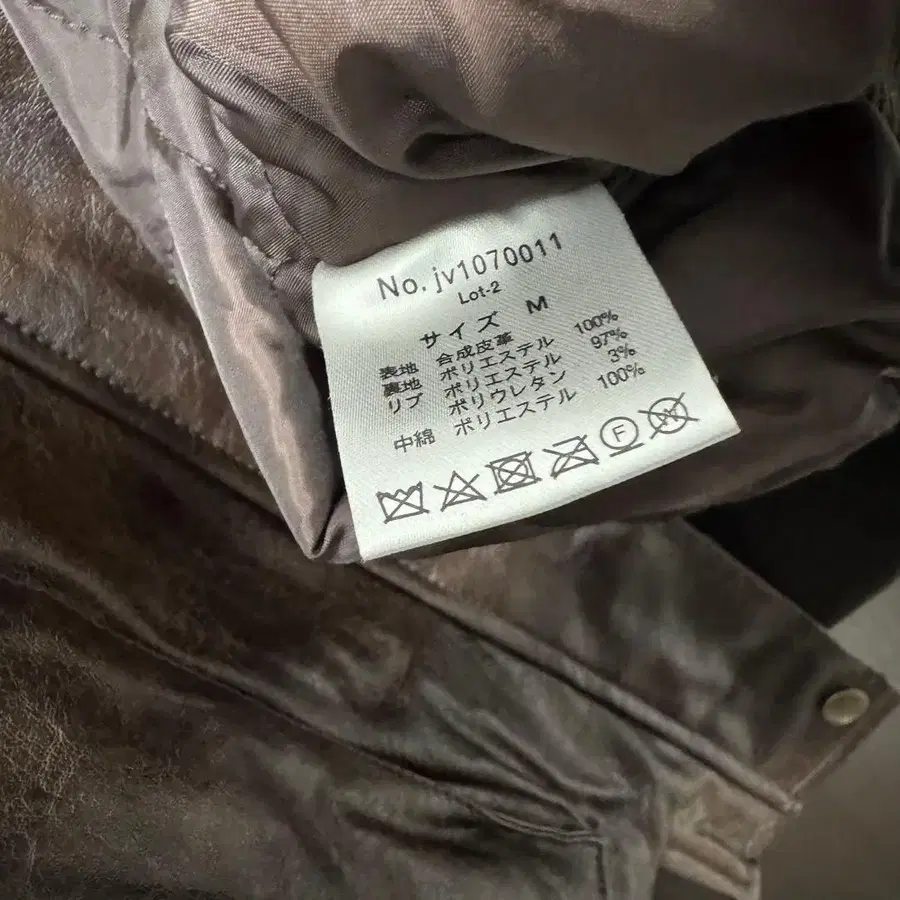 No. jv1070011
Lot-2
サイズ M
表地 合成皮革
裏地 ポリエステル 100%
リブ ポリエステル 97%
ポリウレタン 3%
中綿 ポリエステル 100%
F
W